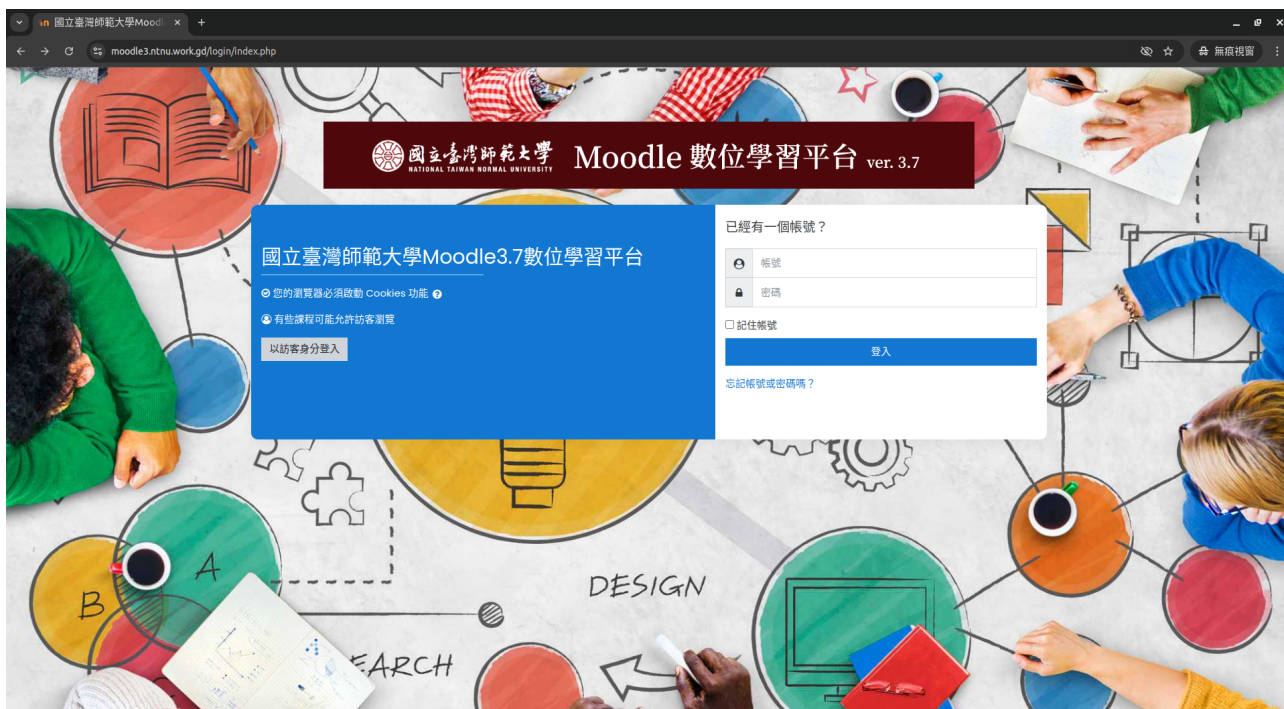 國立臺灣師範大學Mood
moodle3.ntnu.work.gd/login/index.php
無痕視窗
國立臺灣師範大學 Moodle 數位學習平台 ver. 3.7
NATIONAL TAIWAN NORMAL UNIVERSITY
已經有一個帳號？
國立臺灣師範大學Moodle3.7數位學習平台
帳號
您的瀏覽器必須啟動 Cookies 功能
密碼
有些課程可能允許訪客瀏覽
記住帳號
以訪客身分登入
登入
忘記帳號或密碼嗎？
A
DESIGN
B
EARCH